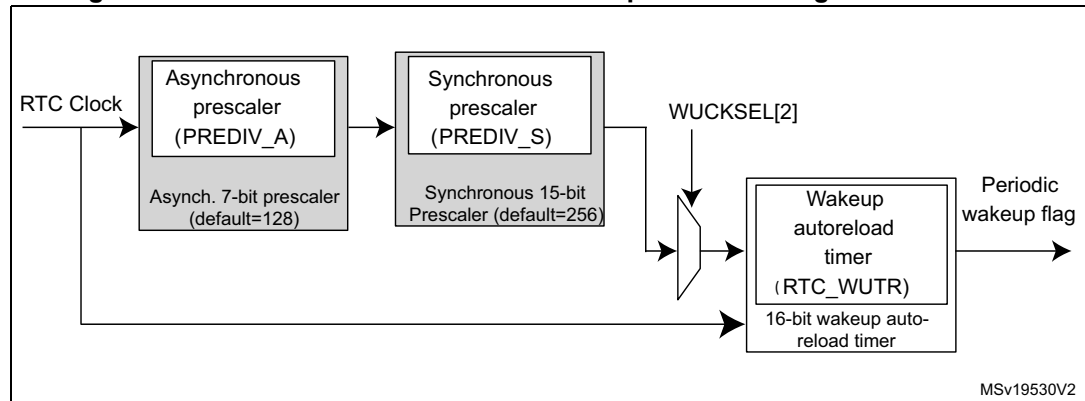 RTC Clock
Asynchronous
prescaler
(PREDIV_A)
Asynch. 7-bit prescaler
(default=128)
Synchronous
prescaler
(PREDIV_S)
Synchronous 15-bit
Prescaler (default=256)
WUCKSEL[2]
Wakeup
autoreload
timer
(RTC_WUTR)
16-bit wakeup auto-
reload timer
Periodic
wakeup flag
MSv19530V2